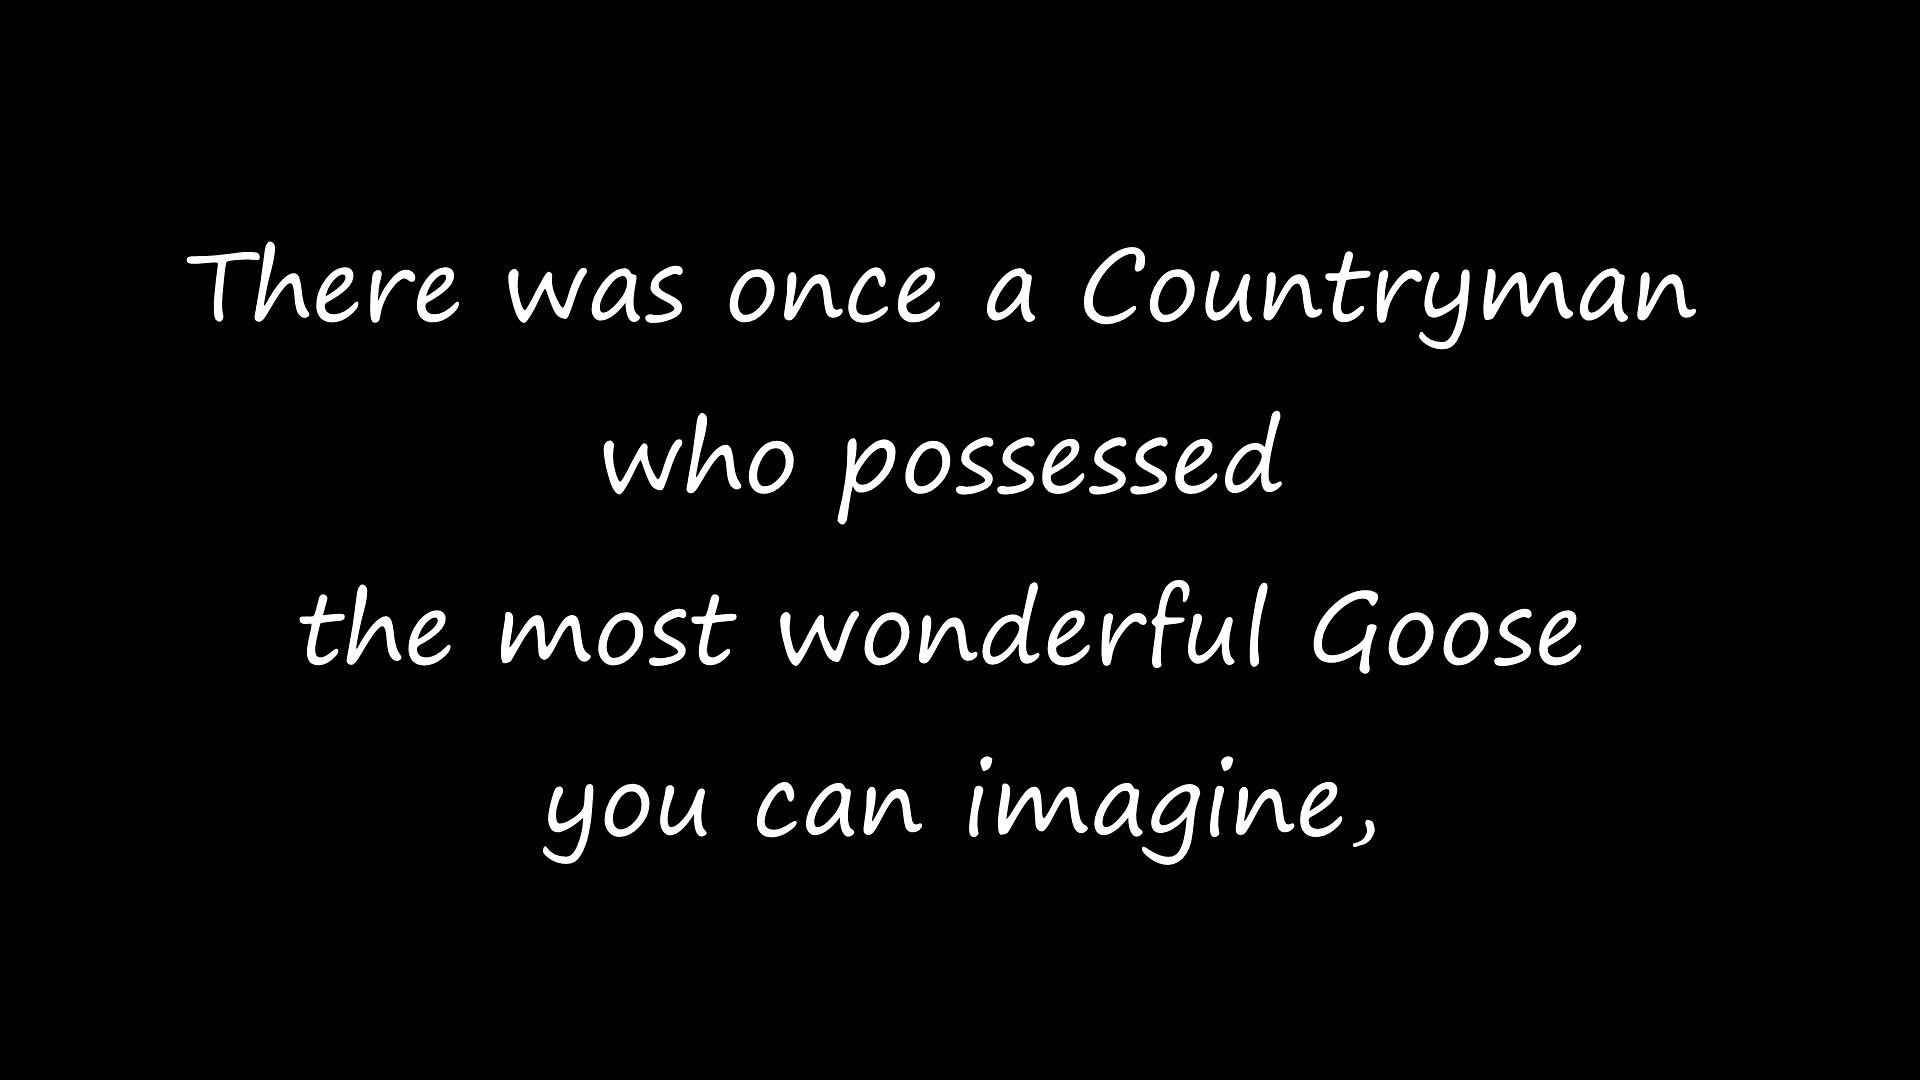 There was once a Countryman
who possessed
the most wonderful Goose
you can imagine,